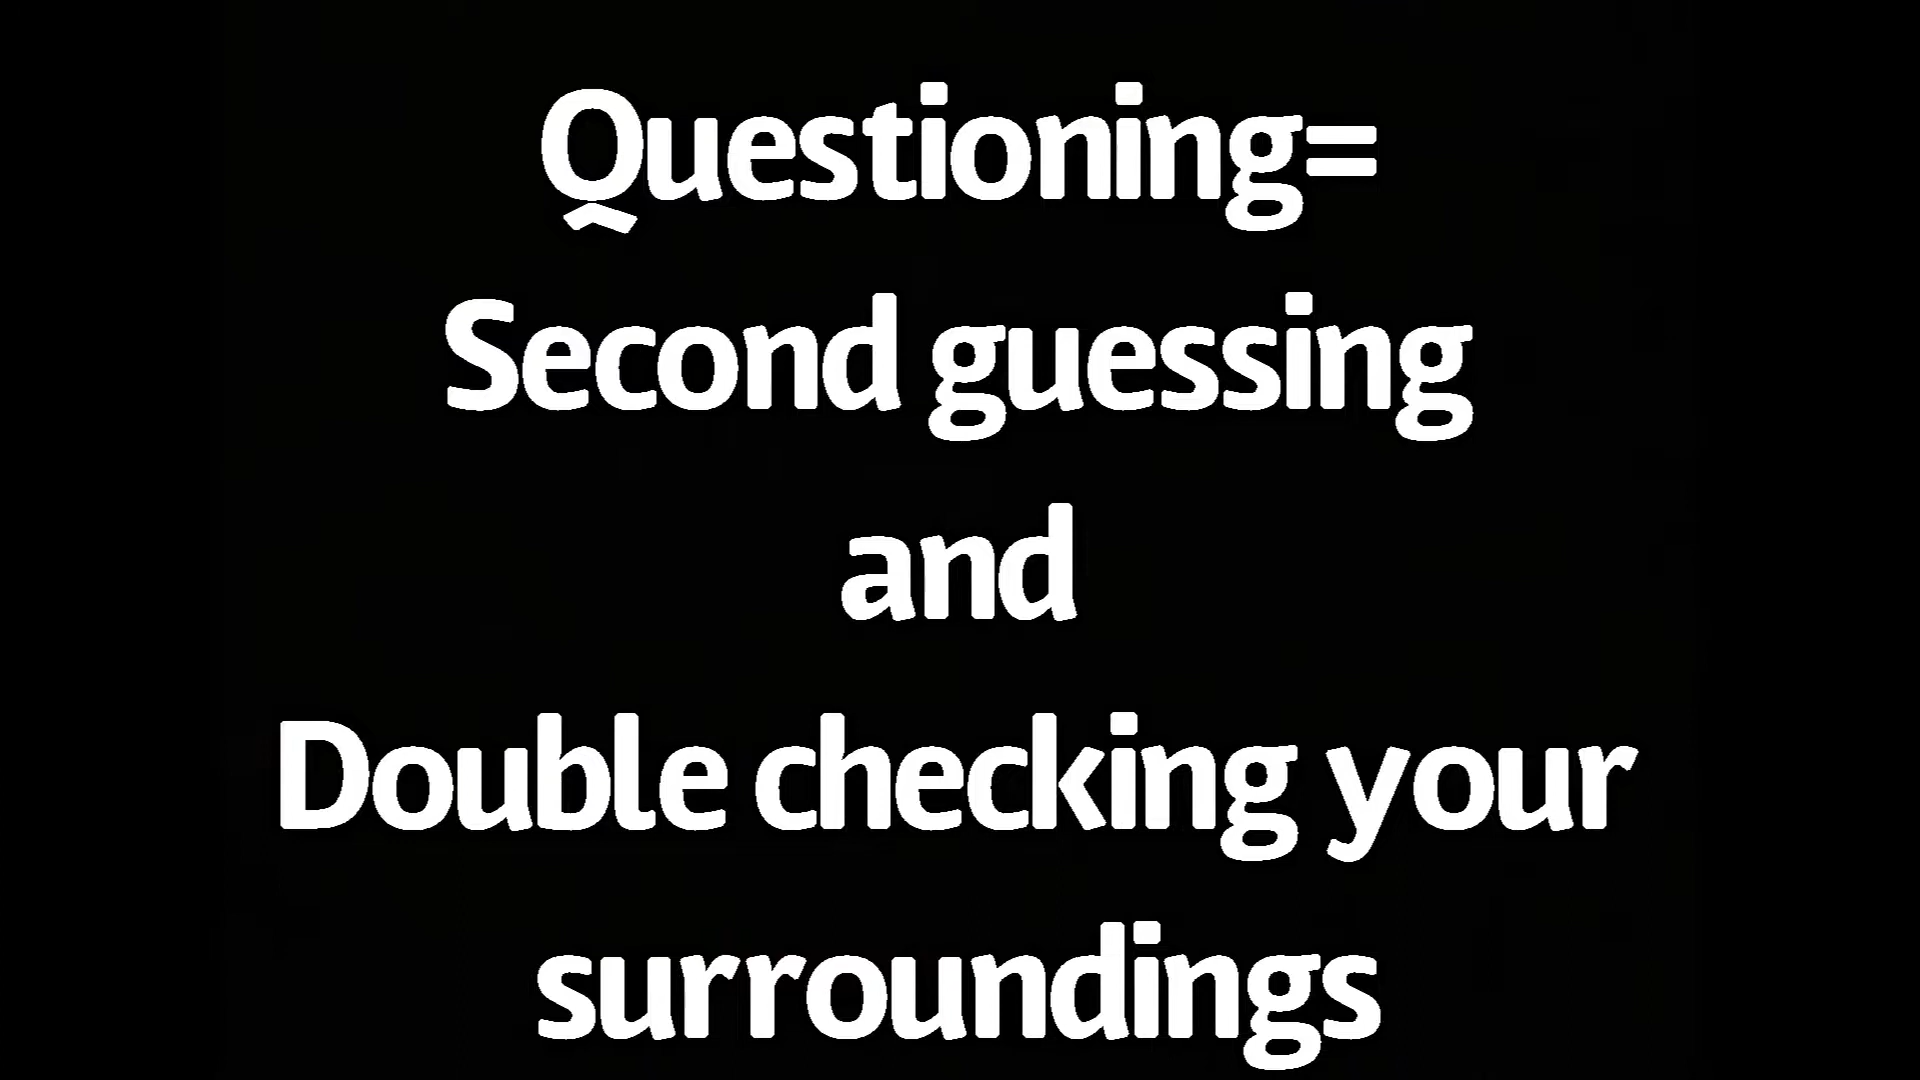 Questioning=
Second guessing
and
Double checking your
surroundings